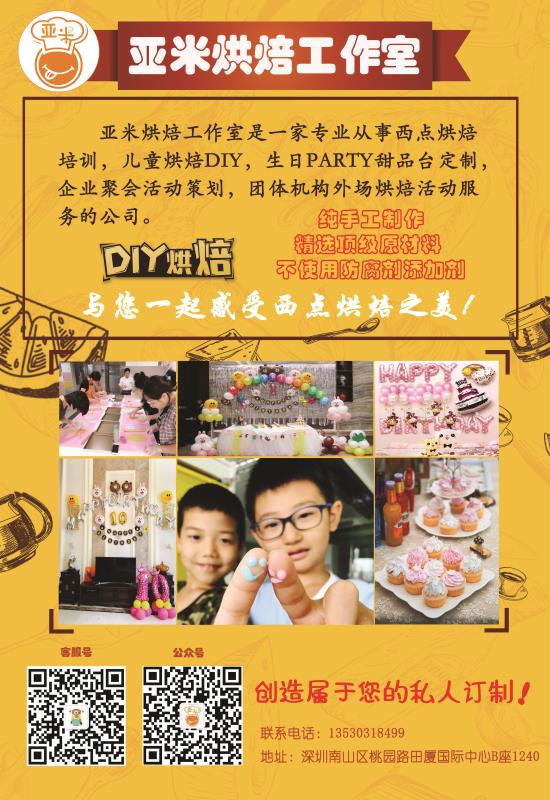 亚米
亚米烘焙工作室
亚米烘焙工作室是一家专业从事西点烘焙
培训，儿童烘焙DIY，生日PARTY甜品台定制，
企业聚会活动策划，团体机构外场烘焙活动服
务的公司。
纯手工制作
精选顶级原材料
不使用防腐剂添加剂
DIY烘焙
与您一起感受西点烘焙之美！
HAPPY
BIRTHDAY
10
客服号
公众号
创造属于您的私人订制！
联系电话：13530318499
地址：深圳南山区桃园路田厦国际中心B座1240